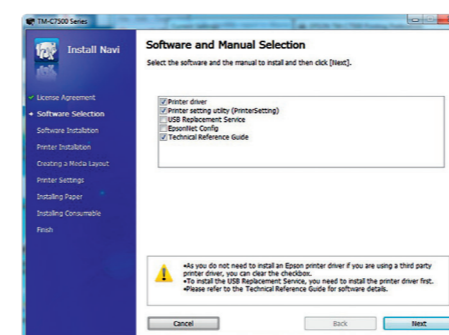 TM-C7500 Series
Install Navi
License Agreement
Software Selection
Software Installation
Printer Installation
Creating a Media Layout
Printer Settings
Installing Paper
Installing Consumable
Finish
Software and Manual Selection
Select the software and the manual to install and then click [Next].
Printer driver
Printer setting utility (PrinterSetting)
USB Replacement Service
EpsonNet Config
Technical Reference Guide
•As you do not need to install an Epson printer driver if you are using a third party
printer driver, you can clear the checkbox.
•To install the USB Replacement Service, you need to install the printer driver first.
•Please refer to the Technical Reference Guide for software details.
Cancel
Back
Next